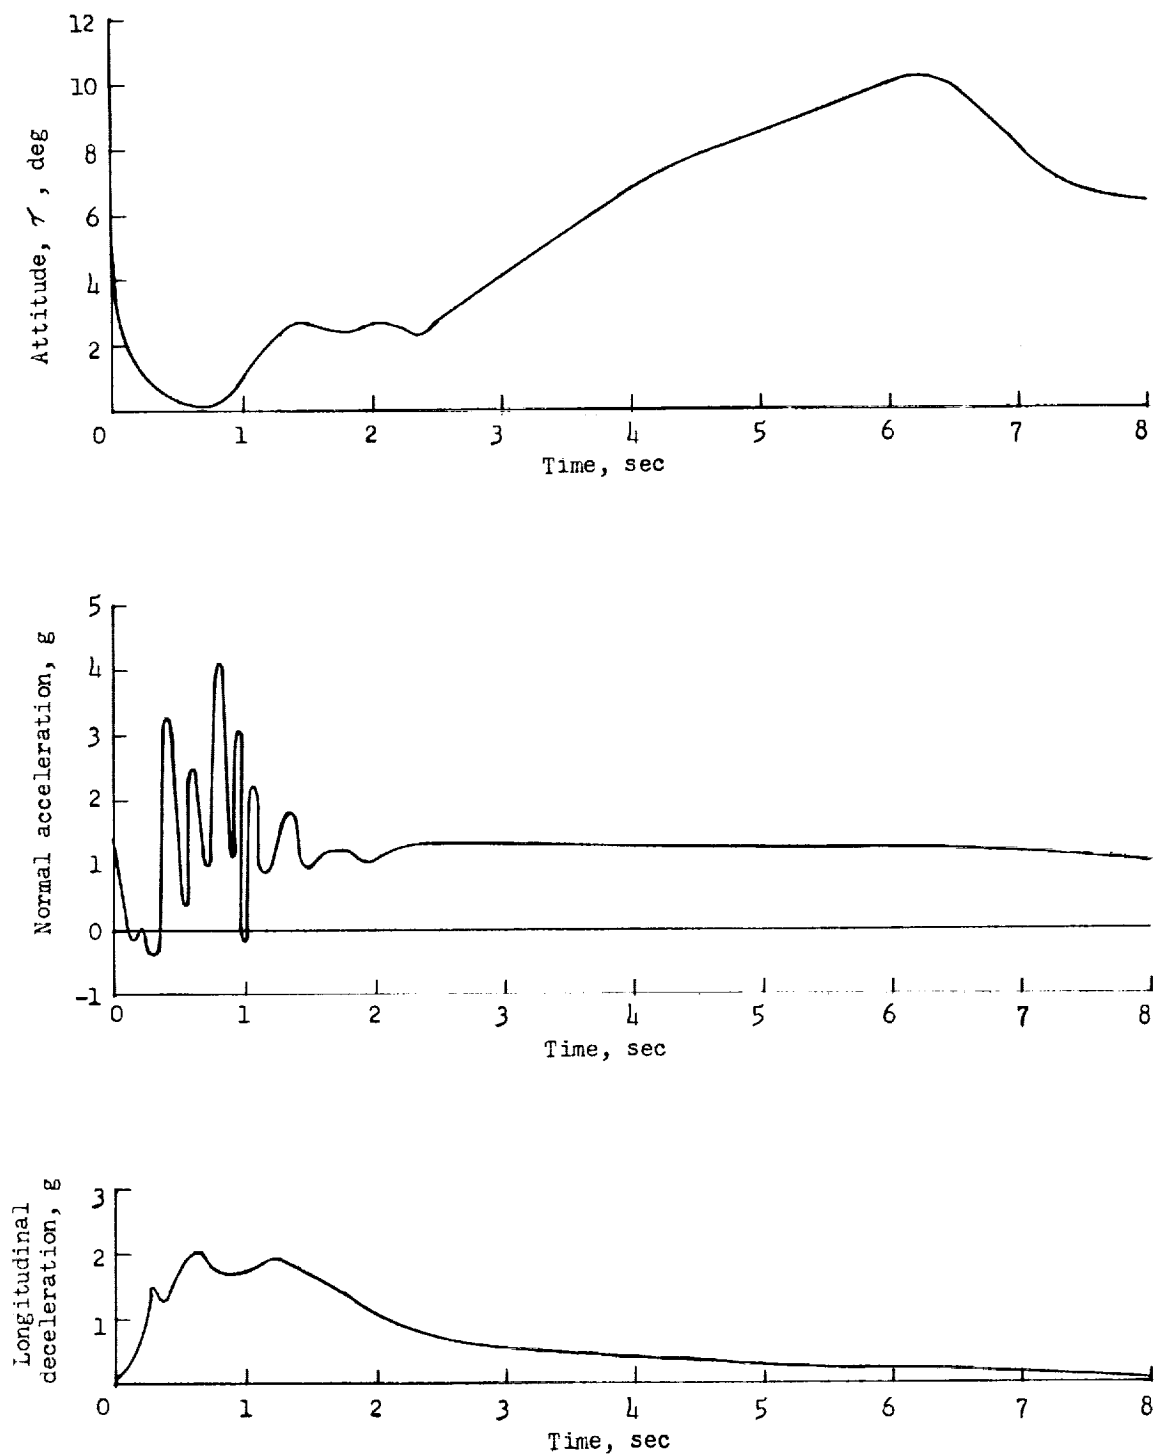 12
10
8
6
4
2
Attitude, τ, deg
0 1 2 3 4 5 6 7 8
Time, sec
5
4
3
2
1
0
-1
Normal acceleration, g
0 1 2 3 4 5 6 7 8
Time, sec
3
2
1
Longitudinal
deceleration, g
0 1 2 3 4 5 6 7 8
Time, sec